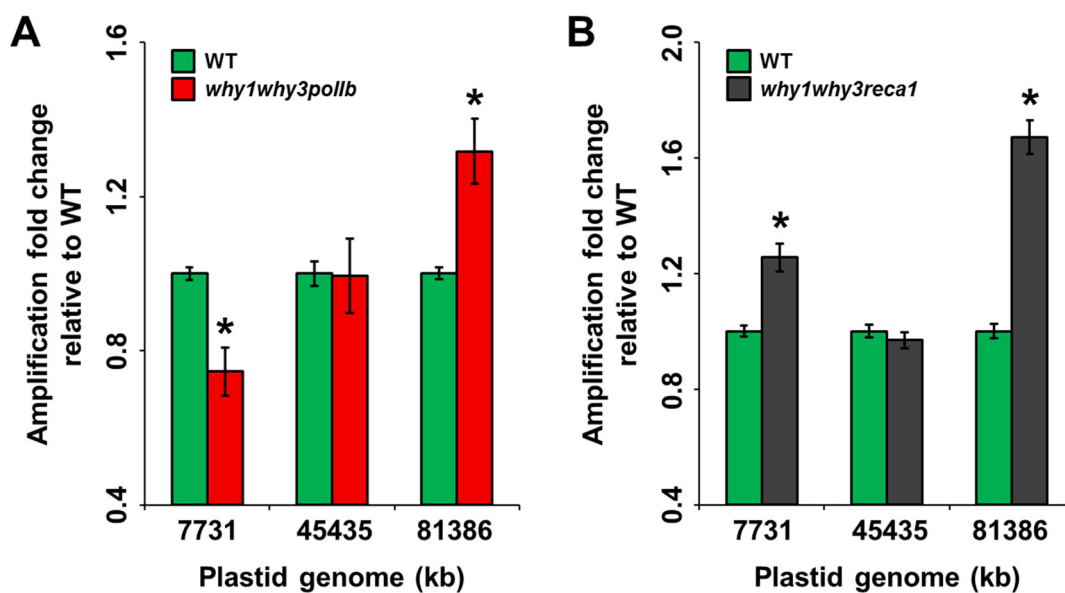 A
Amplification fold change
relative to WT
1.6
1.2
0.8
0.4
WT
why1why3polIb
*
*
7731
45435
81386
Plastid genome (kb)
B
Amplification fold change
relative to WT
2.0
1.6
1.2
0.8
0.4
WT
why1why3reca1
*
*
7731
45435
81386
Plastid genome (kb)